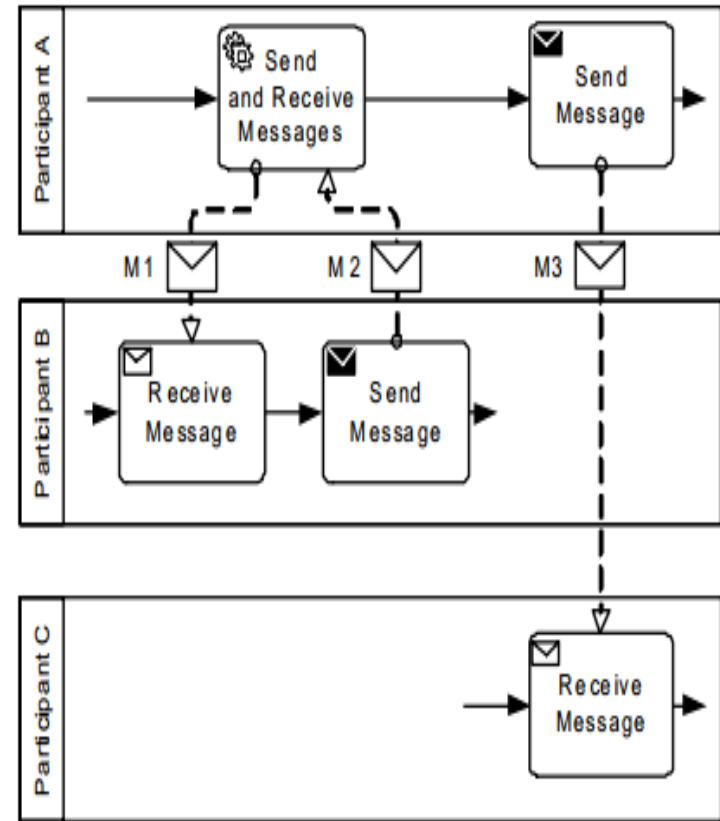 Participant A
Send
and Receive
Messages
Send
Message
M1
M2
M3
Participant B
Receive
Message
Send
Message
Participant C
Receive
Message